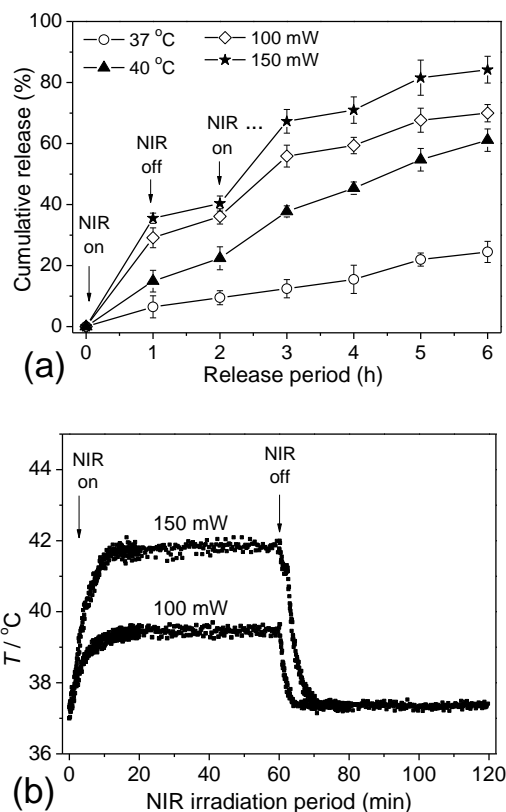 100
80
60
40
20
0
Cumulative release (%)
37 °C
40 °C
100 mW
150 mW
NIR
on
NIR
off
NIR ...
on
0 1 2 3 4 5 6
Release period (h)
(a)
44
42
40
38
36
T / °C
NIR
on
NIR
off
150 mW
100 mW
0 20 40 60 80 100 120
NIR irradiation period (min)
(b)